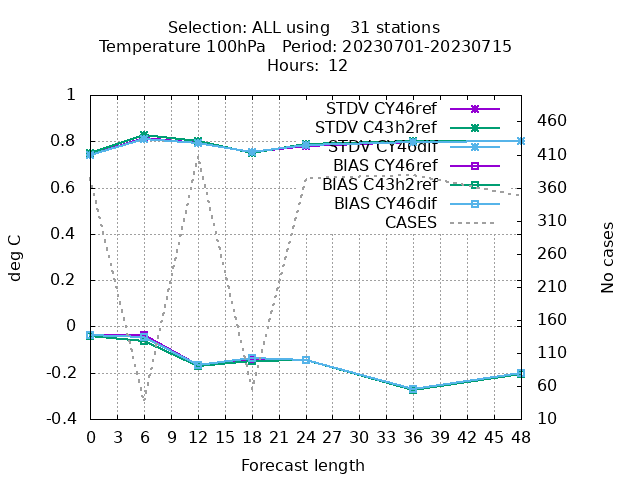 Selection: ALL using    31 stations
Temperature 100hPa   Period: 20230701-20230715
Hours:  12
STDV CY46ref
STDV C43h2ref
STDV CY46dif
BIAS CY46ref
BIAS C43h2ref
BIAS CY46dif
CASES
1
0.8
0.6
0.4
0.2
0
-0.2
-0.4
deg C
460
410
360
310
260
210
160
110
60
10
No cases
0 3 6 9 12 15 18 21 24 27 30 33 36 39 42 45 48
Forecast length